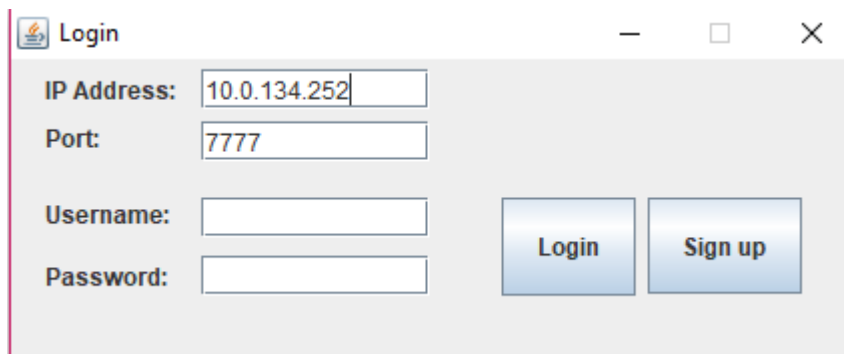 Login
IP Address: 10.0.134.252
Port: 7777
Username:
Login Sign up
Password: